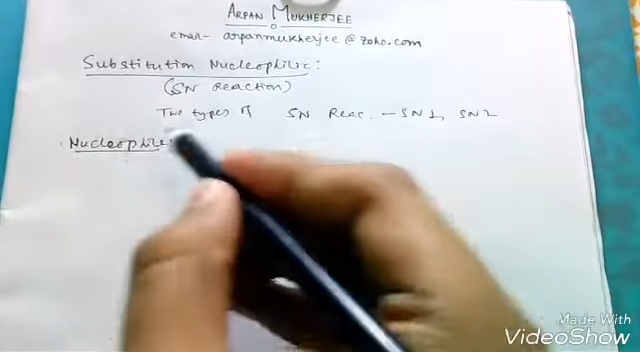 ARPAN MUKHERJEE
email- arpanmukherjee@zoho.com
Substitution Nucleophilic:
(SN Reaction)
Two types of SN Reac. - SN1, SN2
Nucleophile:
Made With
VideoShow